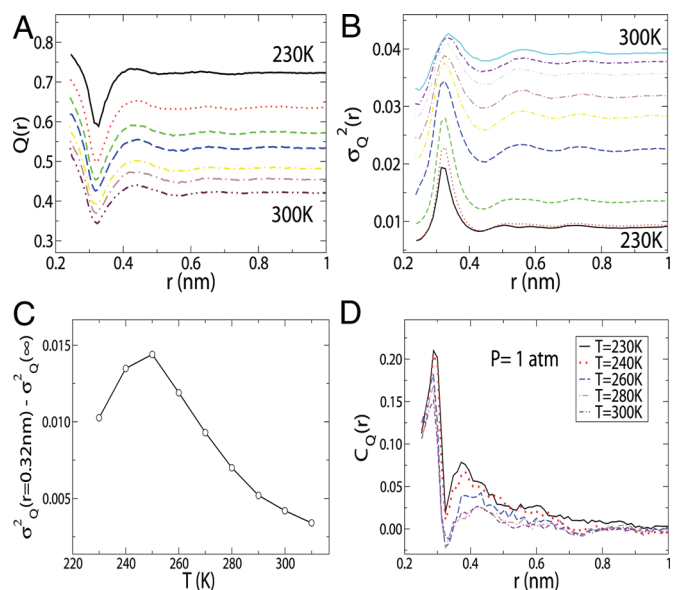 A
B
0.8
0.7
0.6
0.5
0.4
0.3
Q(r)
230K
300K
0.2 0.4 0.6 0.8 1
r (nm)
0.04
0.03
0.02
0.01
σ_Q²(r)
300K
230K
0.2 0.4 0.6 0.8 1
r (nm)
C
D
0.015
0.010
0.005
σ²_Q(r=0.32nm) - σ²_Q(∞)
220 240 260 280 300
T (K)
0.20
0.15
0.10
0.05
0.00
C_Q(r)
P= 1 atm
T=230K
T=240K
T=260K
T=280K
T=300K
0.2 0.4 0.6 0.8 1
r (nm)